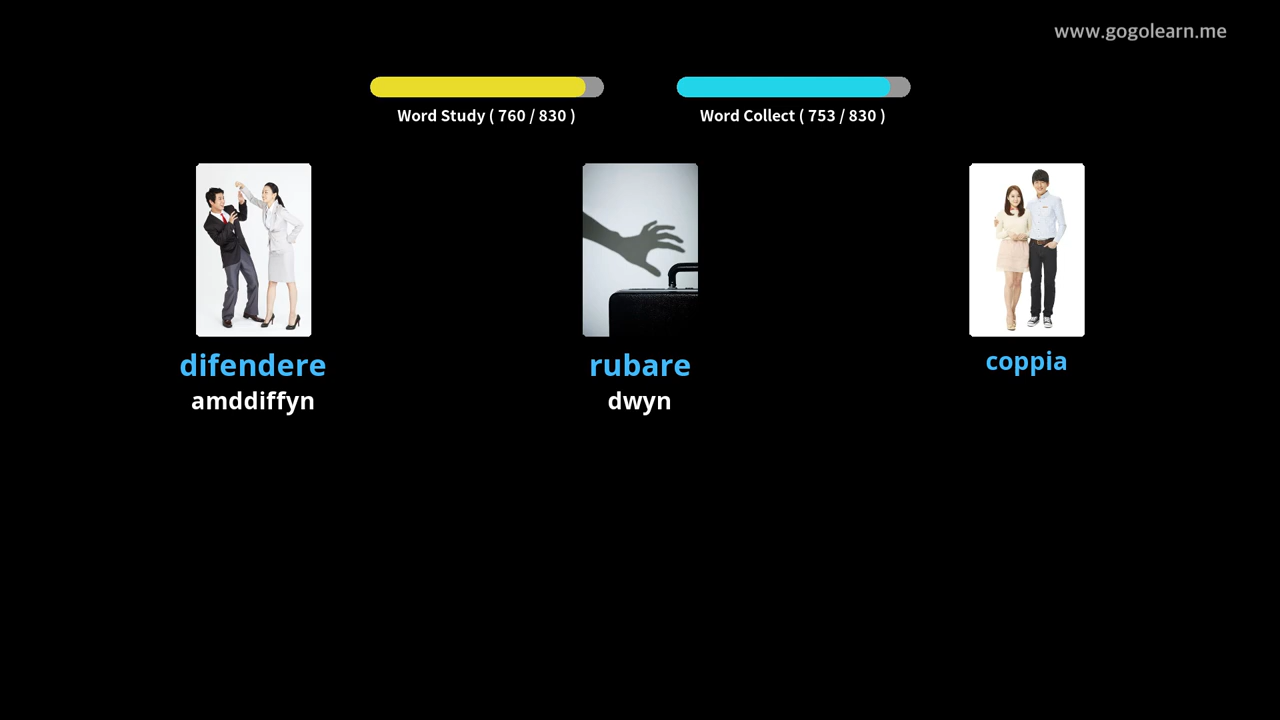 www.gogolearn.me
Word Study ( 760 / 830 )
Word Collect ( 753 / 830 )
difendere
amddiffyn
rubare
dwyn
coppia